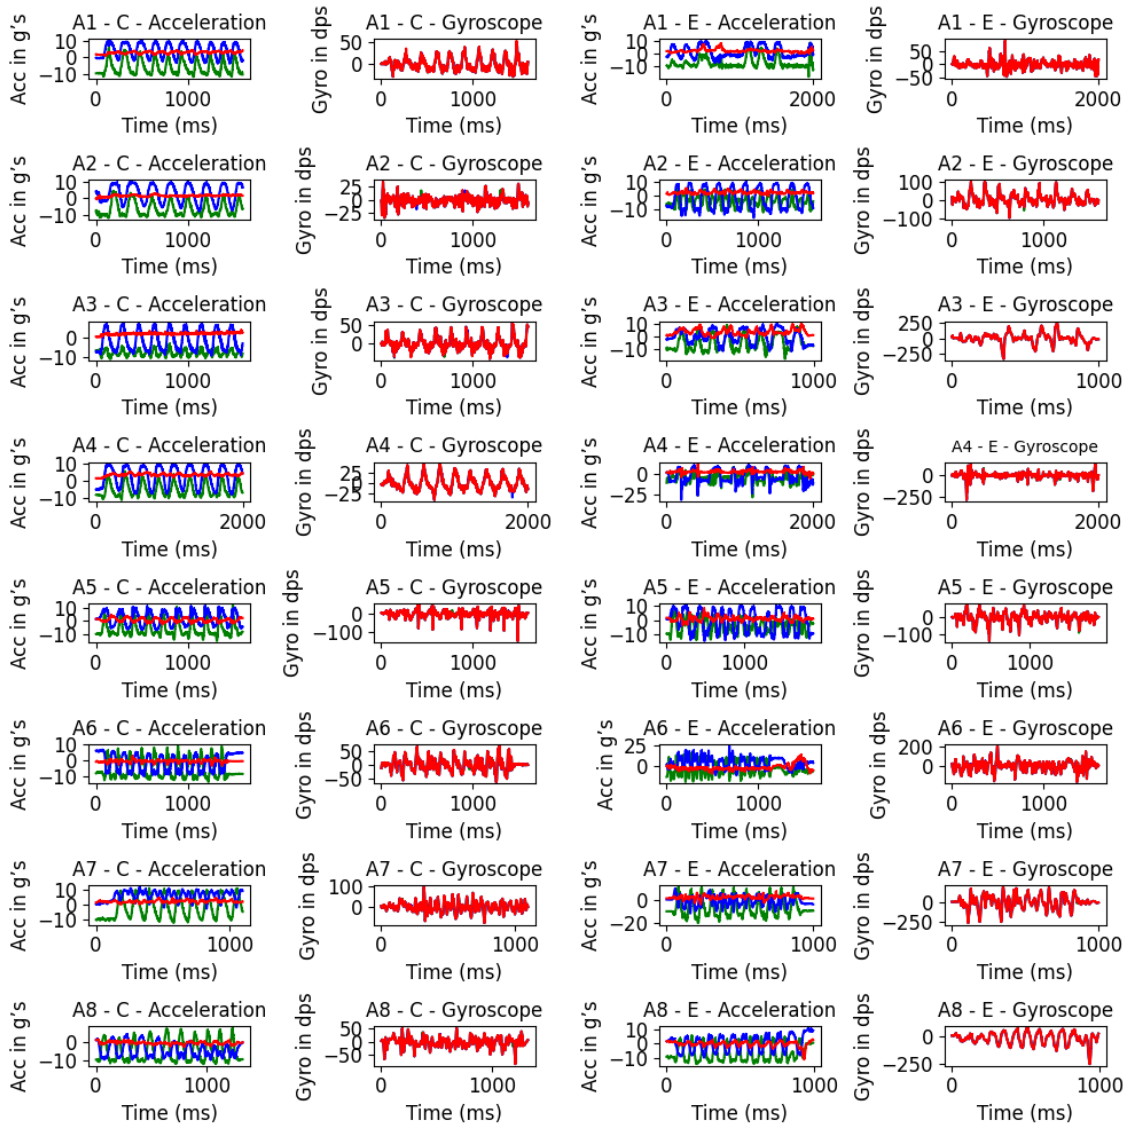 A1 - C - Acceleration
Acc in g's
10
−10
0
1000
Time (ms)
A1 - C - Gyroscope
Gyro in dps
50
0
0
1000
Time (ms)
A1 - E - Acceleration
Acc in g's
10
0
−10
0
2000
Time (ms)
A1 - E - Gyroscope
Gyro in dps
50
0
−50
0
2000
Time (ms)
A2 - C - Acceleration
Acc in g's
10
0
−10
0
1000
Time (ms)
A2 - C - Gyroscope
Gyro in dps
25
0
−25
0
1000
Time (ms)
A2 - E - Acceleration
Acc in g's
10
0
−10
0
1000
Time (ms)
A2 - E - Gyroscope
Gyro in dps
100
0
−100
0
1000
Time (ms)
A3 - C - Acceleration
Acc in g's
0
−10
0
1000
Time (ms)
A3 - C - Gyroscope
Gyro in dps
50
0
0
1000
Time (ms)
A3 - E - Acceleration
Acc in g's
10
0
−10
0
1000
Time (ms)
A3 - E - Gyroscope
Gyro in dps
250
0
−250
0
1000
Time (ms)
A4 - C - Acceleration
Acc in g's
10
0
−10
0
2000
Time (ms)
A4 - C - Gyroscope
Gyro in dps
25
0
−25
0
2000
Time (ms)
A4 - E - Acceleration
Acc in g's
0
−25
0
2000
Time (ms)
A4 - E - Gyroscope
Gyro in dps
0
−250
0
2000
Time (ms)
A5 - C - Acceleration
Acc in g's
10
0
−10
0
1000
Time (ms)
A5 - C - Gyroscope
Gyro in dps
0
−100
0
1000
Time (ms)
A5 - E - Acceleration
Acc in g's
10
0
−10
0
1000
Time (ms)
A5 - E - Gyroscope
Gyro in dps
0
−100
0
1000
Time (ms)
A6 - C - Acceleration
Acc in g's
10
0
−10
0
1000
Time (ms)
A6 - C - Gyroscope
Gyro in dps
50
0
−50
0
1000
Time (ms)
A6 - E - Acceleration
Acc in g's
25
0
0
1000
Time (ms)
A6 - E - Gyroscope
Gyro in dps
200
0
0
1000
Time (ms)
A7 - C - Acceleration
Acc in g's
10
0
−10
0
1000
Time (ms)
A7 - C - Gyroscope
Gyro in dps
100
0
0
1000
Time (ms)
A7 - E - Acceleration
Acc in g's
0
−20
0
1000
Time (ms)
A7 - E - Gyroscope
Gyro in dps
0
−250
0
1000
Time (ms)
A8 - C - Acceleration
Acc in g's
0
−10
0
1000
Time (ms)
A8 - C - Gyroscope
Gyro in dps
50
0
−50
0
1000
Time (ms)
A8 - E - Acceleration
Acc in g's
10
0
−10
0
1000
Time (ms)
A8 - E - Gyroscope
Gyro in dps
0
−250
0
1000
Time (ms)